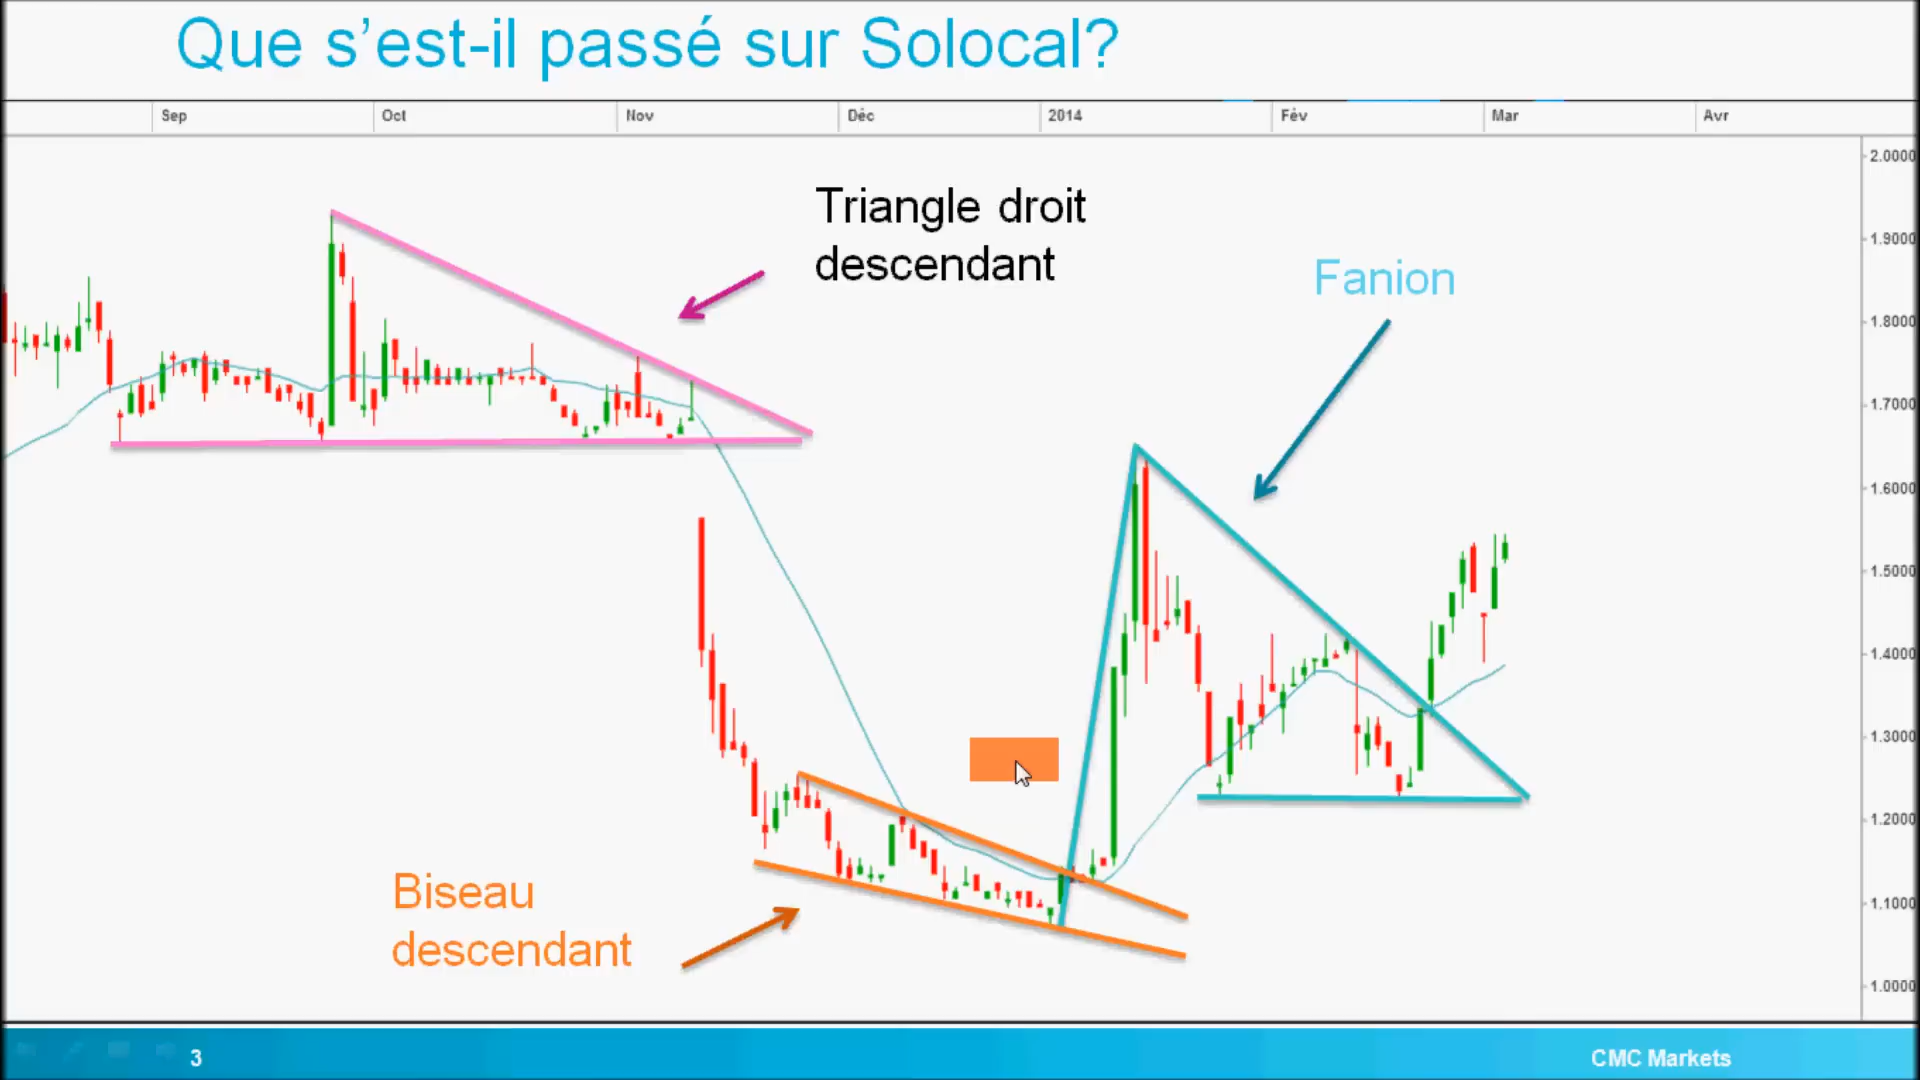 Que s’est-il passé sur Solocal?
Sep Oct Nov Déc 2014 Fév Mar Avr
2.0000
Triangle droit
descendant
1.9000
Fanion
1.8000
1.7000
1.6000
1.5000
1.4000
1.3000
1.2000
Biseau
descendant
1.1000
1.0000
3
CMC Markets